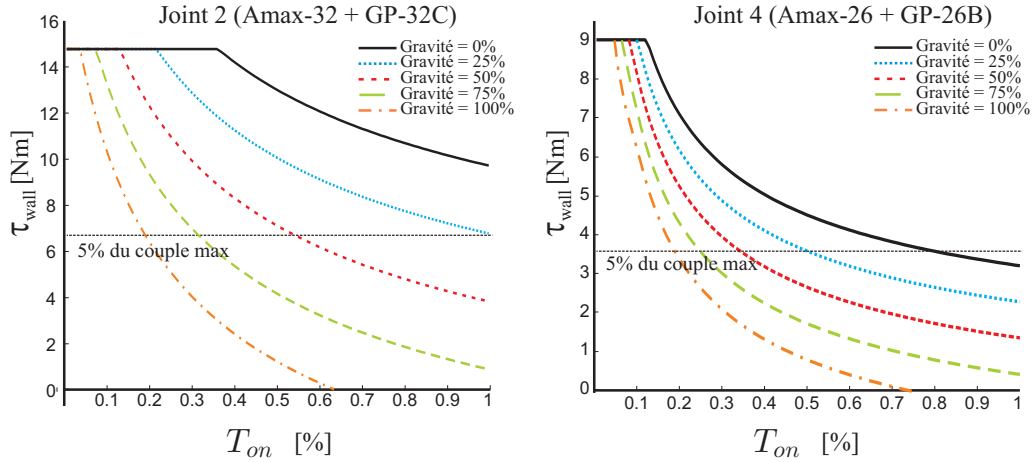 Joint 2 (Amax-32 + GP-32C)
16
14
12
10
8
6
4
2
0
τwall [Nm]
Gravité = 0%
Gravité = 25%
Gravité = 50%
Gravité = 75%
Gravité = 100%
5% du couple max
0.1 0.2 0.3 0.4 0.5 0.6 0.7 0.8 0.9 1
Ton [%]
Joint 4 (Amax-26 + GP-26B)
9
8
7
6
5
4
3
2
1
0
τwall [Nm]
Gravité = 0%
Gravité = 25%
Gravité = 50%
Gravité = 75%
Gravité = 100%
5% du couple max
0.1 0.2 0.3 0.4 0.5 0.6 0.7 0.8 0.9 1
Ton [%]